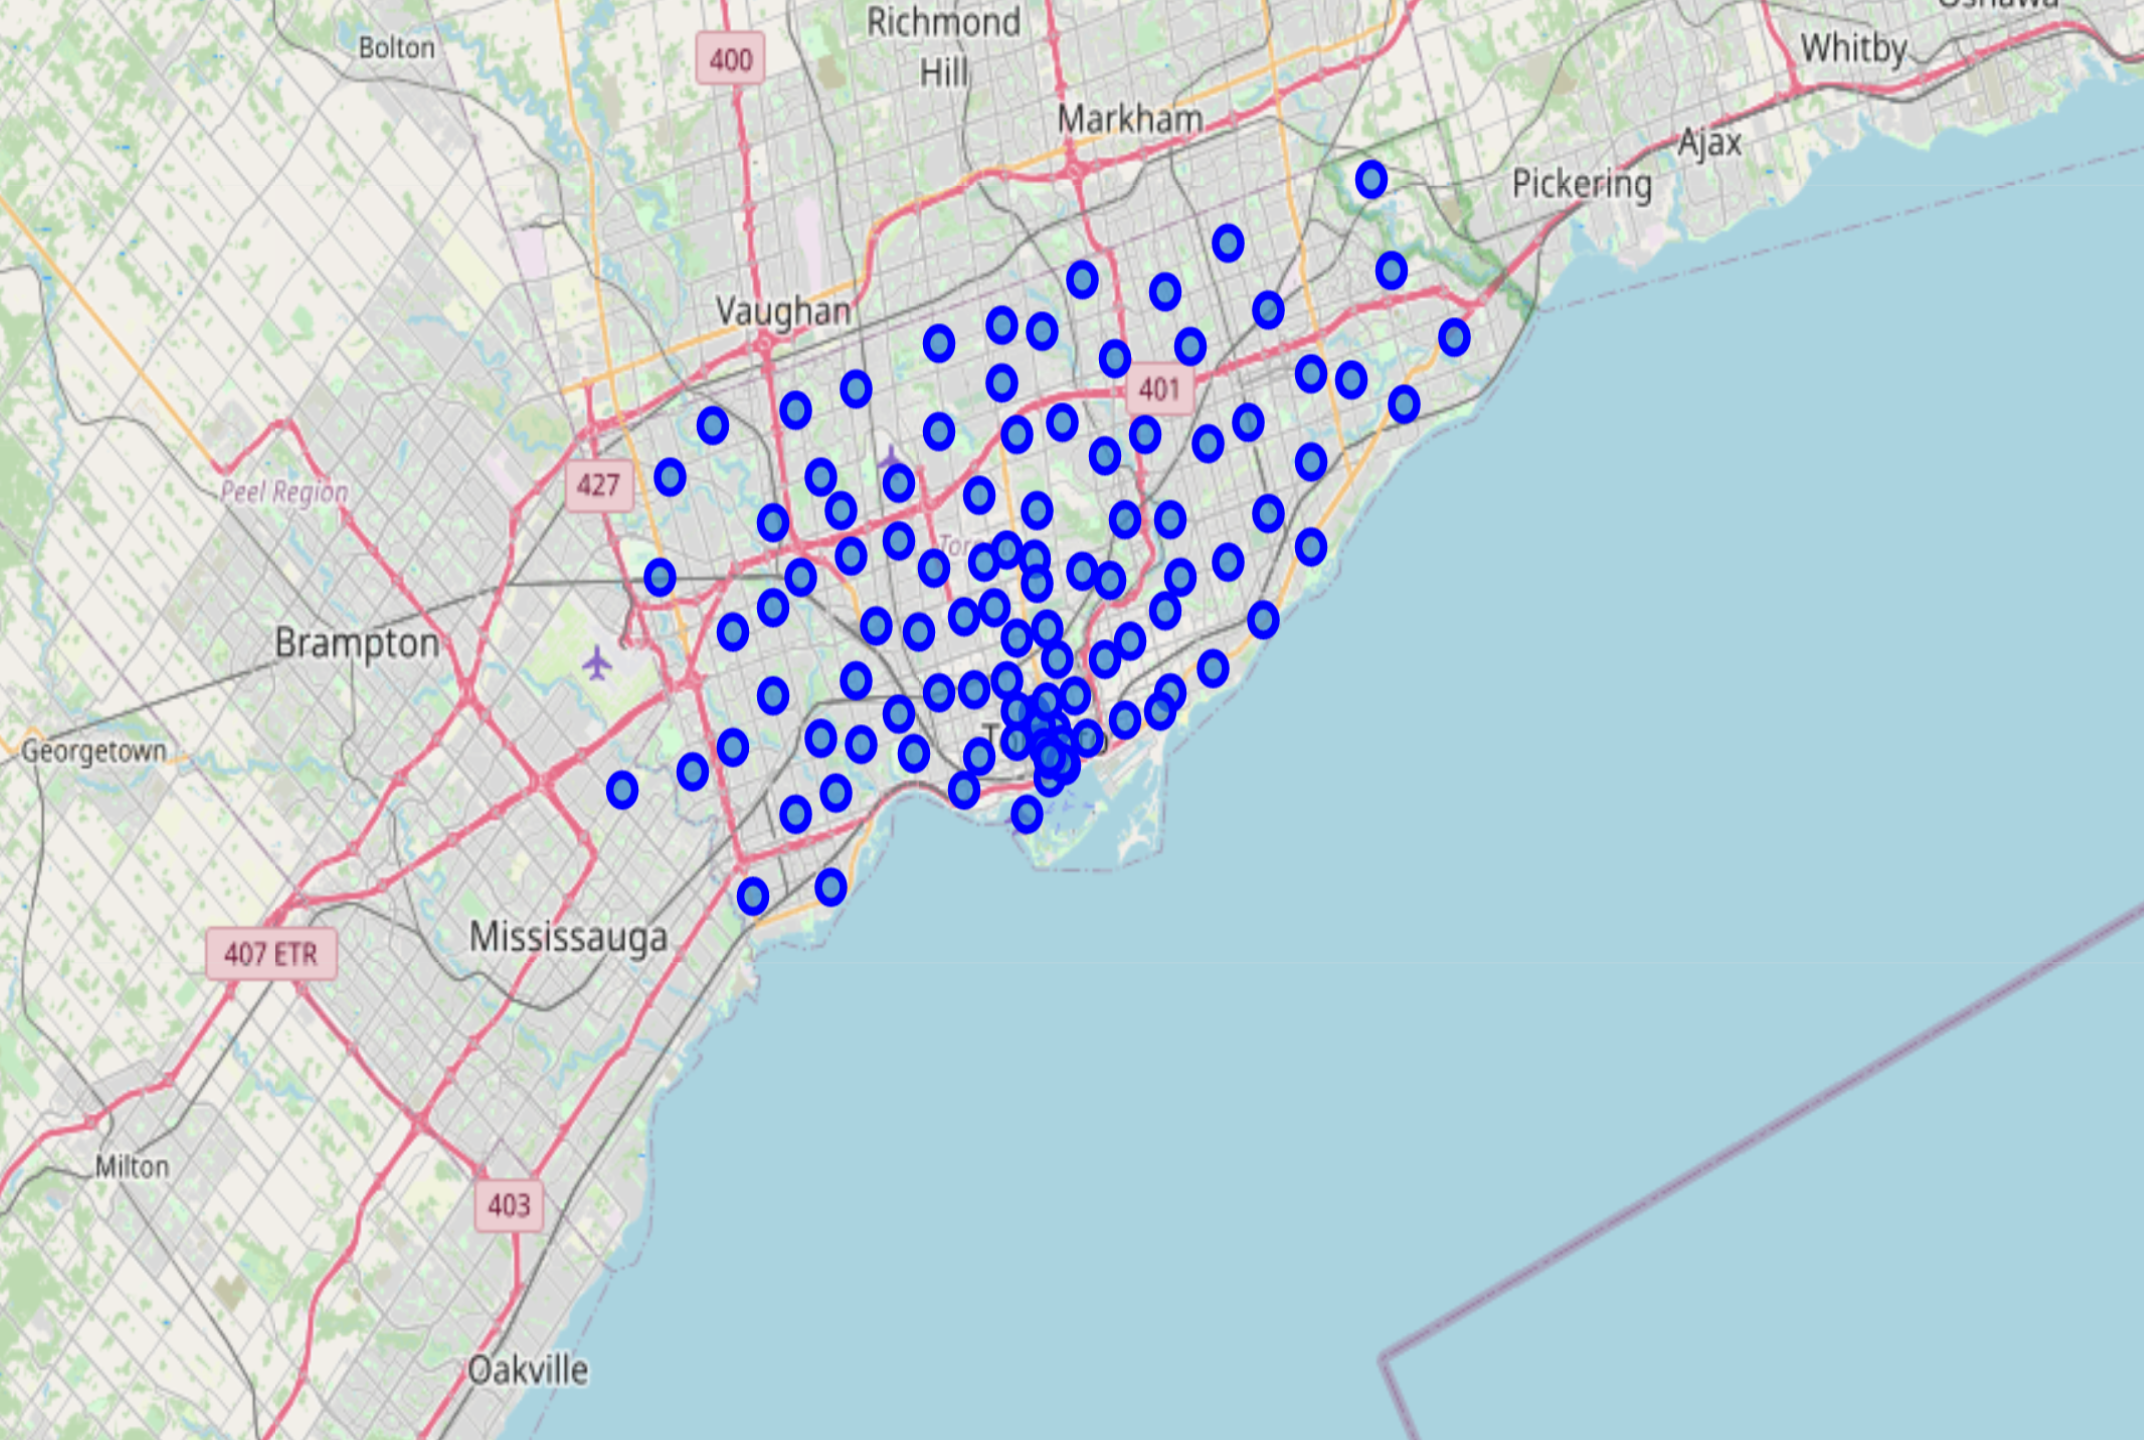 Oshawa
Richmond
Hill
Bolton
400
Whitby
Markham
Ajax
Pickering
Vaughan
401
427
Peel Region
Brampton
Georgetown
Mississauga
407 ETR
Milton
403
Oakville